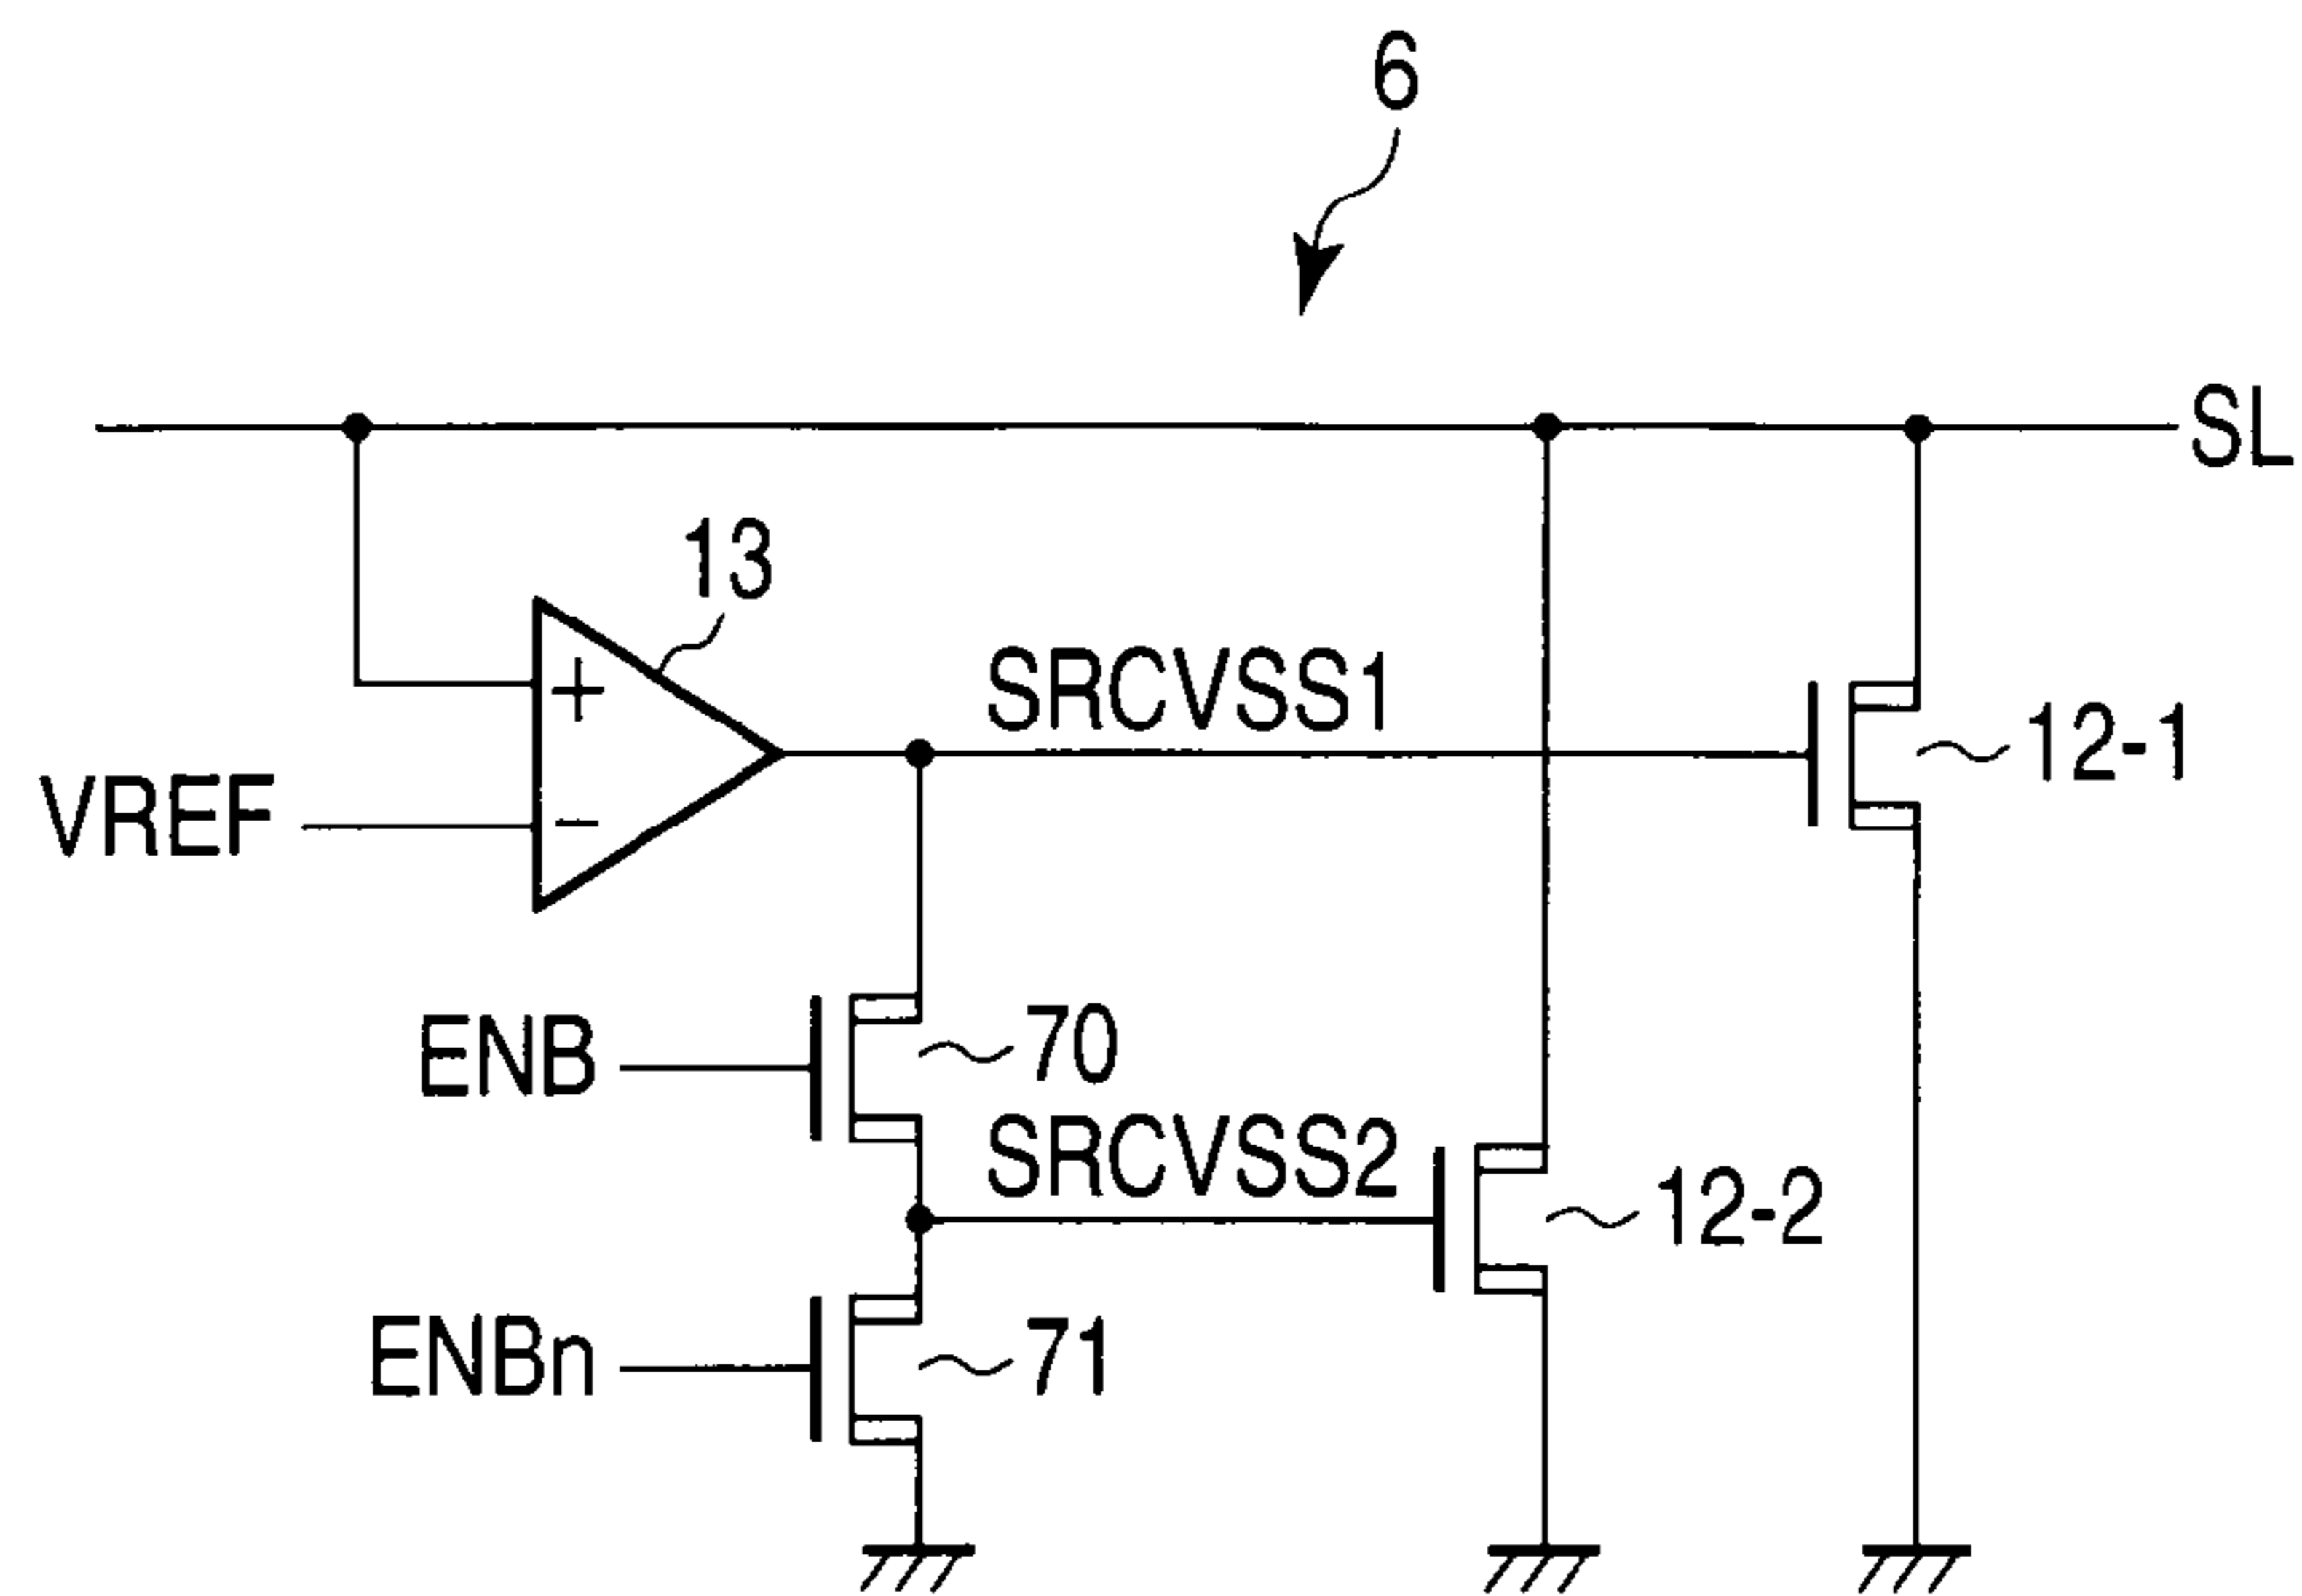 6
SL
13
SRCVSS1
12-1
VREF
+
−
ENB
70
SRCVSS2
12-2
ENBn
71